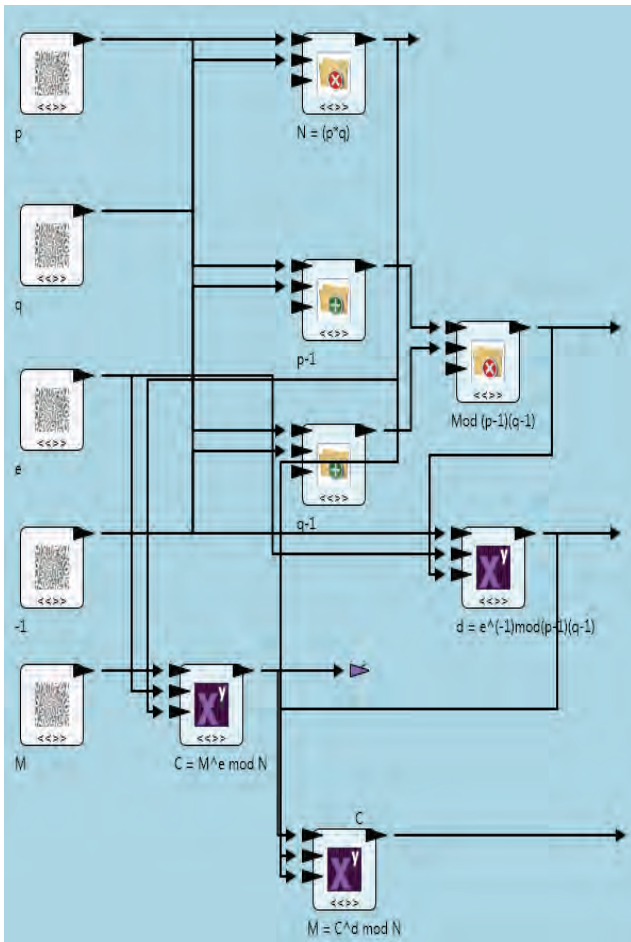 <<>>
p
<<>>
N = (p*q)
<<>>
q
<<>>
p-1
<<>>
Mod (p-1)(q-1)
<<>>
e
<<>>
q-1
<<>>
-1
<<>>
d = e^(-1)mod(p-1)(q-1)
<<>>
M
<<>>
C = M^e mod N
C
<<>>
M = C^d mod N
X y
X y
X y